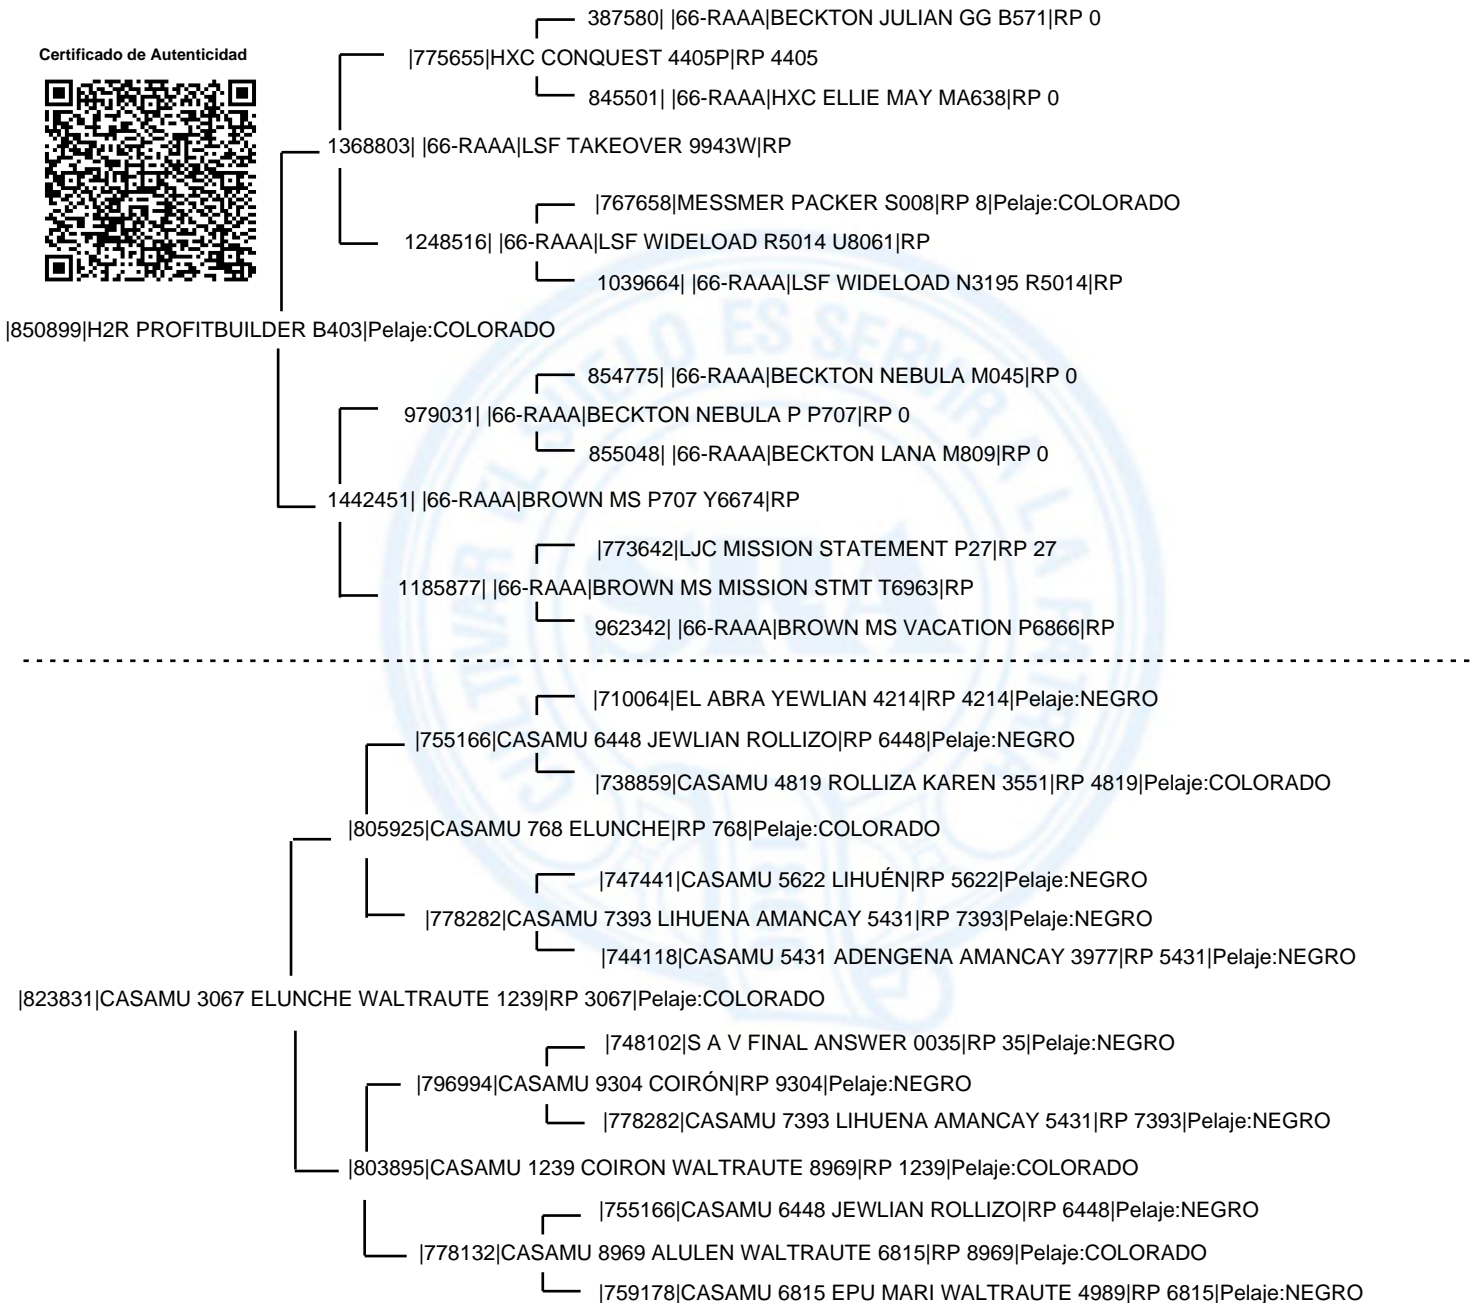 387580| |66-RAAA|BECKTON JULIAN GG B571|RP 0
Certificado de Autenticidad
|775655|HXC CONQUEST 4405P|RP 4405
845501| |66-RAAA|HXC ELLIE MAY MA638|RP 0
1368803| |66-RAAA|LSF TAKEOVER 9943W|RP
|767658|MESSMER PACKER S008|RP 8|Pelaje:COLORADO
1248516| |66-RAAA|LSF WIDELOAD R5014 U8061|RP
1039664| |66-RAAA|LSF WIDELOAD N3195 R5014|RP
|850899|H2R PROFITBUILDER B403|Pelaje:COLORADO
854775| |66-RAAA|BECKTON NEBULA M045|RP 0
979031| |66-RAAA|BECKTON NEBULA P P707|RP 0
855048| |66-RAAA|BECKTON LANA M809|RP 0
1442451| |66-RAAA|BROWN MS P707 Y6674|RP
|773642|LJC MISSION STATEMENT P27|RP 27
1185877| |66-RAAA|BROWN MS MISSION STMT T6963|RP
962342| |66-RAAA|BROWN MS VACATION P6866|RP
|710064|EL ABRA YEWLIAN 4214|RP 4214|Pelaje:NEGRO
|755166|CASAMU 6448 JEWLIAN ROLLIZO|RP 6448|Pelaje:NEGRO
|738859|CASAMU 4819 ROLLIZA KAREN 3551|RP 4819|Pelaje:COLORADO
|805925|CASAMU 768 ELUNCHE|RP 768|Pelaje:COLORADO
|747441|CASAMU 5622 LIHUÉN|RP 5622|Pelaje:NEGRO
|778282|CASAMU 7393 LIHUENA AMANCAY 5431|RP 7393|Pelaje:NEGRO
|744118|CASAMU 5431 ADENGENA AMANCAY 3977|RP 5431|Pelaje:NEGRO
|823831|CASAMU 3067 ELUNCHE WALTRAUTE 1239|RP 3067|Pelaje:COLORADO
|748102|S A V FINAL ANSWER 0035|RP 35|Pelaje:NEGRO
|796994|CASAMU 9304 COIRÓN|RP 9304|Pelaje:NEGRO
|778282|CASAMU 7393 LIHUENA AMANCAY 5431|RP 7393|Pelaje:NEGRO
|803895|CASAMU 1239 COIRON WALTRAUTE 8969|RP 1239|Pelaje:COLORADO
|755166|CASAMU 6448 JEWLIAN ROLLIZO|RP 6448|Pelaje:NEGRO
|778132|CASAMU 8969 ALULEN WALTRAUTE 6815|RP 8969|Pelaje:COLORADO
|759178|CASAMU 6815 EPU MARI WALTRAUTE 4989|RP 6815|Pelaje:NEGRO
CULTIVAR EL SUELO ES SERVIR A LA PATRIA
SRA
1866